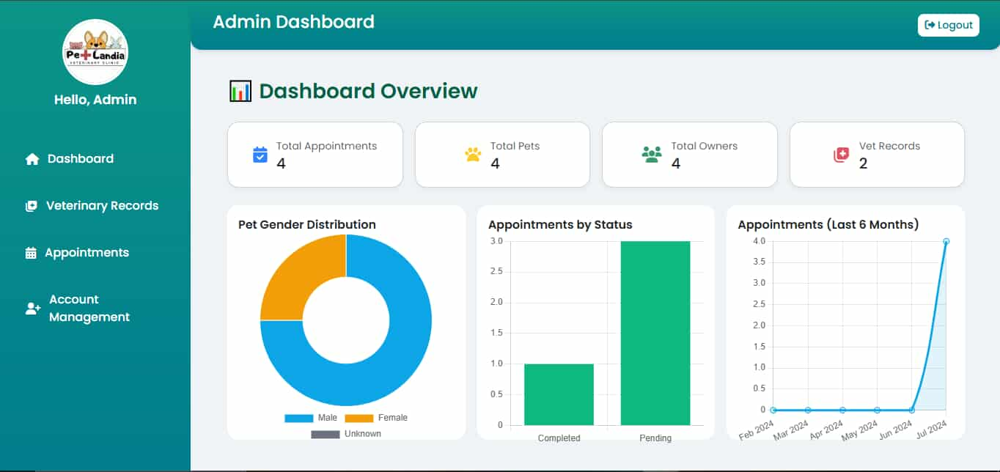 Pe Landia
VETERINARY CLINIC
Hello, Admin
Dashboard
Veterinary Records
Appointments
Account
Management
Admin Dashboard
Logout
Dashboard Overview
Total Appointments
4
Total Pets
4
Total Owners
4
Vet Records
2
Pet Gender Distribution
Male
Female
Unknown
Appointments by Status
3.0
2.5
2.0
1.5
1.0
0.5
0
Completed
Pending
Appointments (Last 6 Months)
4.0
3.5
3.0
2.5
2.0
1.5
1.0
0.5
0
Feb 2024
Mar 2024
Apr 2024
May 2024
Jun 2024
Jul 2024